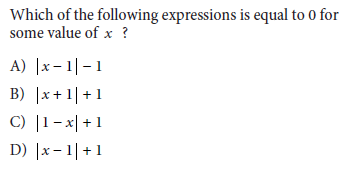 Which of the following expressions is equal to 0 for
some value of x ?
A) |x – 1| – 1
B) |x + 1| + 1
C) |1 – x| + 1
D) |x – 1| + 1